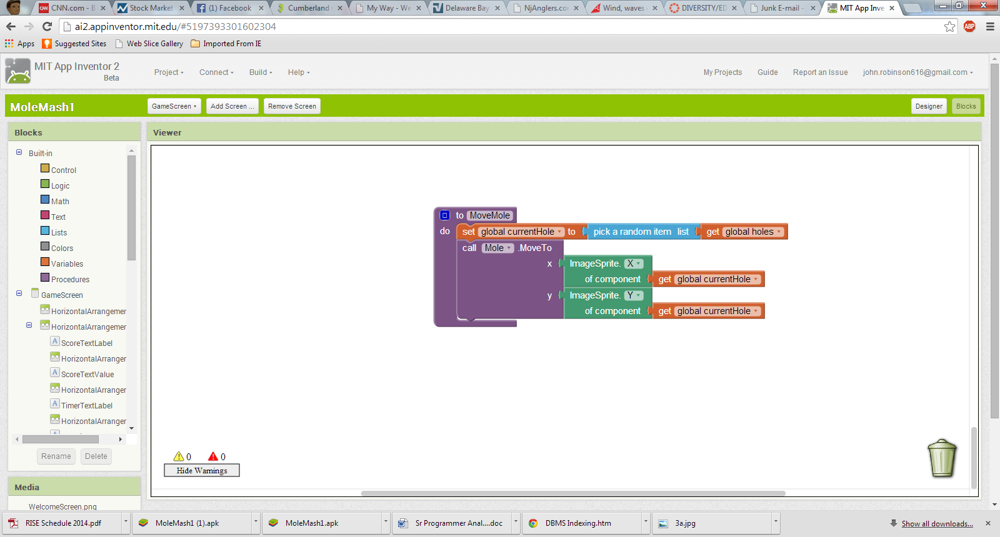 CNN.com - B
Stock Market
(1) Facebook
Cumberland
My Way - We
Delaware Bay
NjAnglers.co
Wind, waves
DIVERSITY/ED
Junk E-mail -
MIT App Inve
ai2.appinventor.mit.edu/#5197393301602304
ABP
Apps
Suggested Sites
Web Slice Gallery
Imported From IE
MIT App Inventor 2
Beta
Project
Connect
Build
Help
My Projects
Guide
Report an Issue
john.robinson616@gmail.com
MoleMash1
GameScreen
Add Screen ...
Remove Screen
Designer
Blocks
Blocks
Viewer
Built-in
Control
Logic
Math
Text
Lists
Colors
Variables
Procedures
GameScreen
HorizontalArrangemer
HorizontalArrangemer
ScoreTextLabel
HorizontalArranger
ScoreTextValue
HorizontalArranger
TimerTextLabel
HorizontalArranger
Rename
Delete
Media
WelcomeScreen.png
to MoveMole
do set global currentHole to pick a random item list get global holes
call Mole .MoveTo
x ImageSprite. X
of component get global currentHole
y ImageSprite. Y
of component get global currentHole
0 0
Hide Warnings
RISE Schedule 2014.pdf
MoleMash1 (1).apk
MoleMash1.apk
Sr Programmer Anal....doc
DBMS Indexing.htm
3a.jpg
Show all downloads...